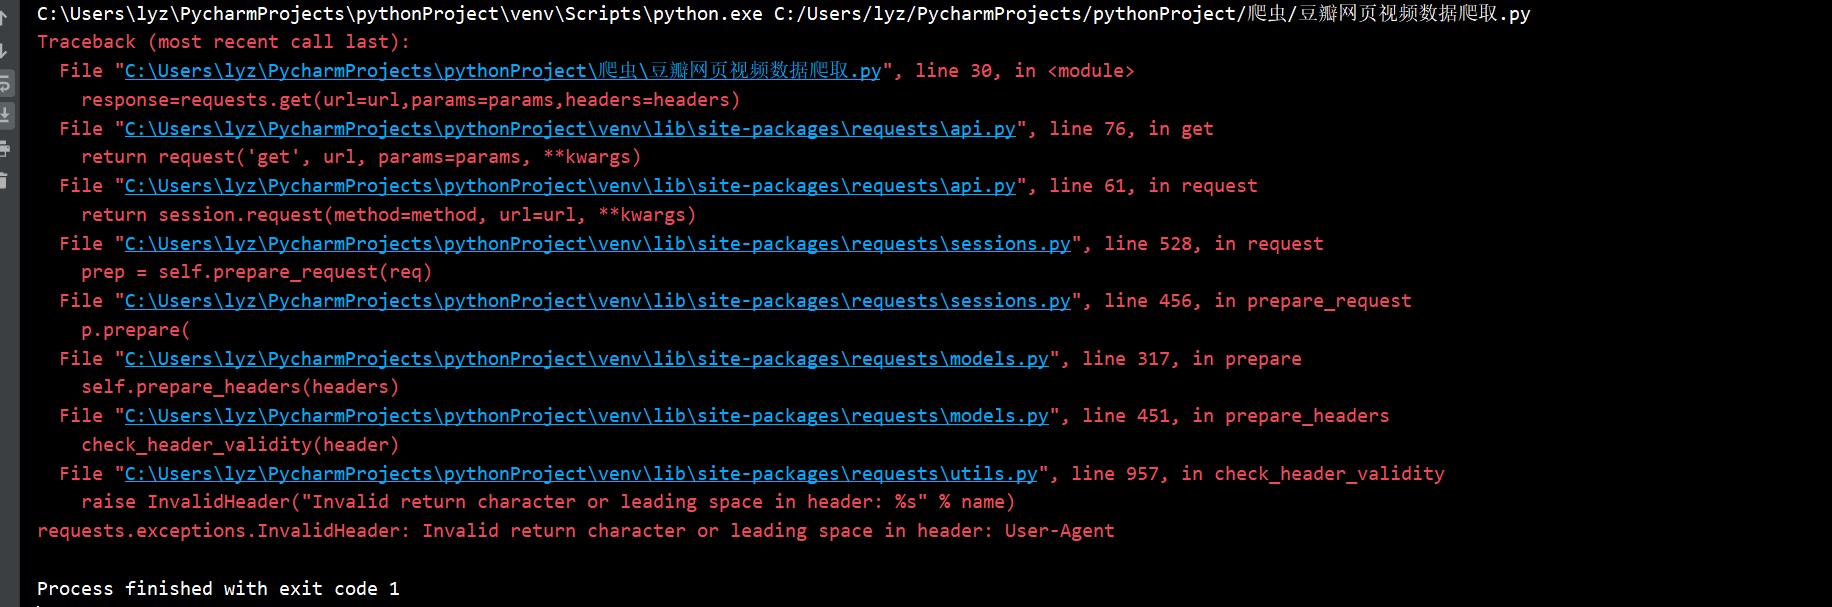 C:\Users\lyz\PycharmProjects\pythonProject\venv\Scripts\python.exe C:/Users/lyz/PycharmProjects/pythonProject/爬虫/豆瓣网页视频数据爬取.py
Traceback (most recent call last):
  File "C:\Users\lyz\PycharmProjects\pythonProject\爬虫\豆瓣网页视频数据爬取.py", line 30, in <module>
    response=requests.get(url=url,params=params,headers=headers)
  File "C:\Users\lyz\PycharmProjects\pythonProject\venv\lib\site-packages\requests\api.py", line 76, in get
    return request('get', url, params=params, **kwargs)
  File "C:\Users\lyz\PycharmProjects\pythonProject\venv\lib\site-packages\requests\api.py", line 61, in request
    return session.request(method=method, url=url, **kwargs)
  File "C:\Users\lyz\PycharmProjects\pythonProject\venv\lib\site-packages\requests\sessions.py", line 528, in request
    prep = self.prepare_request(req)
  File "C:\Users\lyz\PycharmProjects\pythonProject\venv\lib\site-packages\requests\sessions.py", line 456, in prepare_request
    p.prepare(
  File "C:\Users\lyz\PycharmProjects\pythonProject\venv\lib\site-packages\requests\models.py", line 317, in prepare
    self.prepare_headers(headers)
  File "C:\Users\lyz\PycharmProjects\pythonProject\venv\lib\site-packages\requests\models.py", line 451, in prepare_headers
    check_header_validity(header)
  File "C:\Users\lyz\PycharmProjects\pythonProject\venv\lib\site-packages\requests\utils.py", line 957, in check_header_validity
    raise InvalidHeader("Invalid return character or leading space in header: %s" % name)
requests.exceptions.InvalidHeader: Invalid return character or leading space in header: User-Agent
Process finished with exit code 1